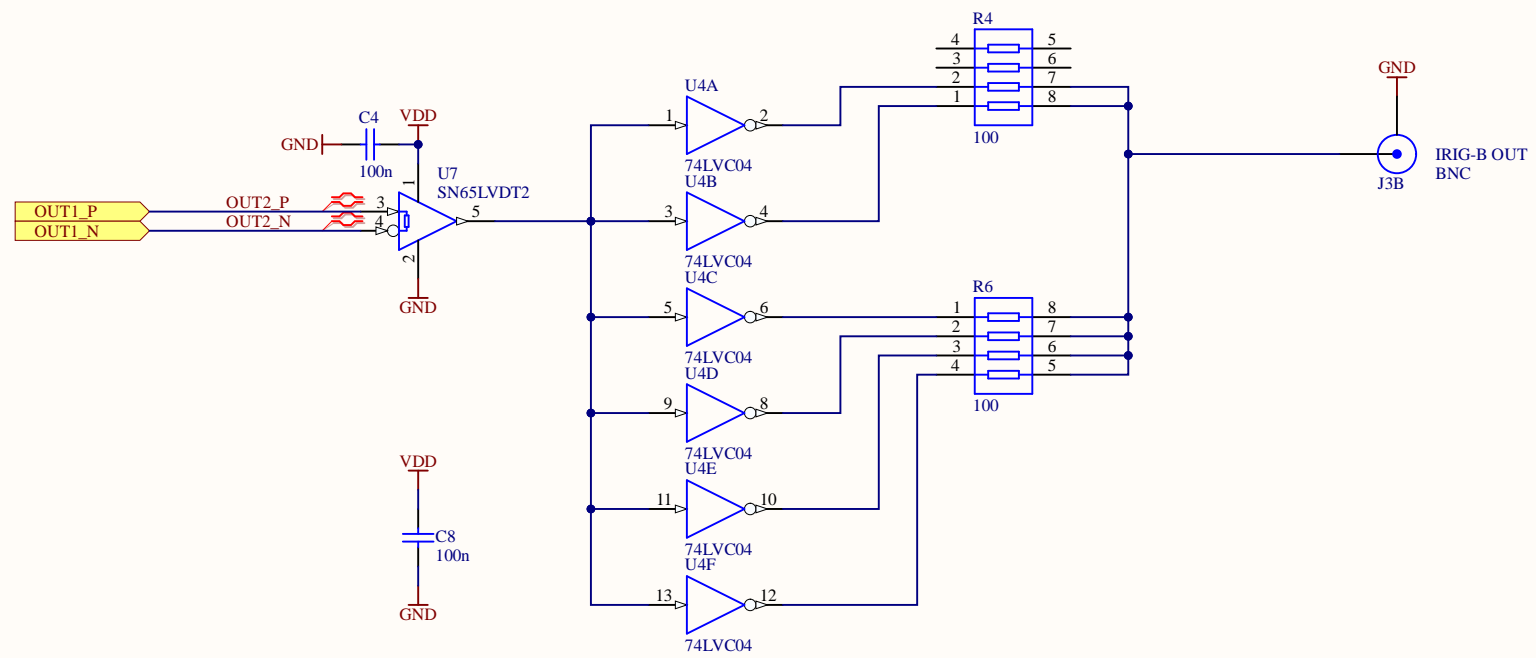 R4
4 5
3 6
2 7
1 8
100
GND
IRIG-B OUT
BNC
J3B
C4
VDD
GND
100n
1
U7
SN65LVDT2
OUT1_P
OUT2_P
3
OUT1_N
OUT2_N
4
5
2
GND
U4A
1 2
74LVC04
U4B
3 4
74LVC04
U4C
5 6
74LVC04
U4D
9 8
74LVC04
U4E
11 10
74LVC04
U4F
13 12
74LVC04
R6
1 8
2 7
3 6
4 5
100
VDD
C8
100n
GND